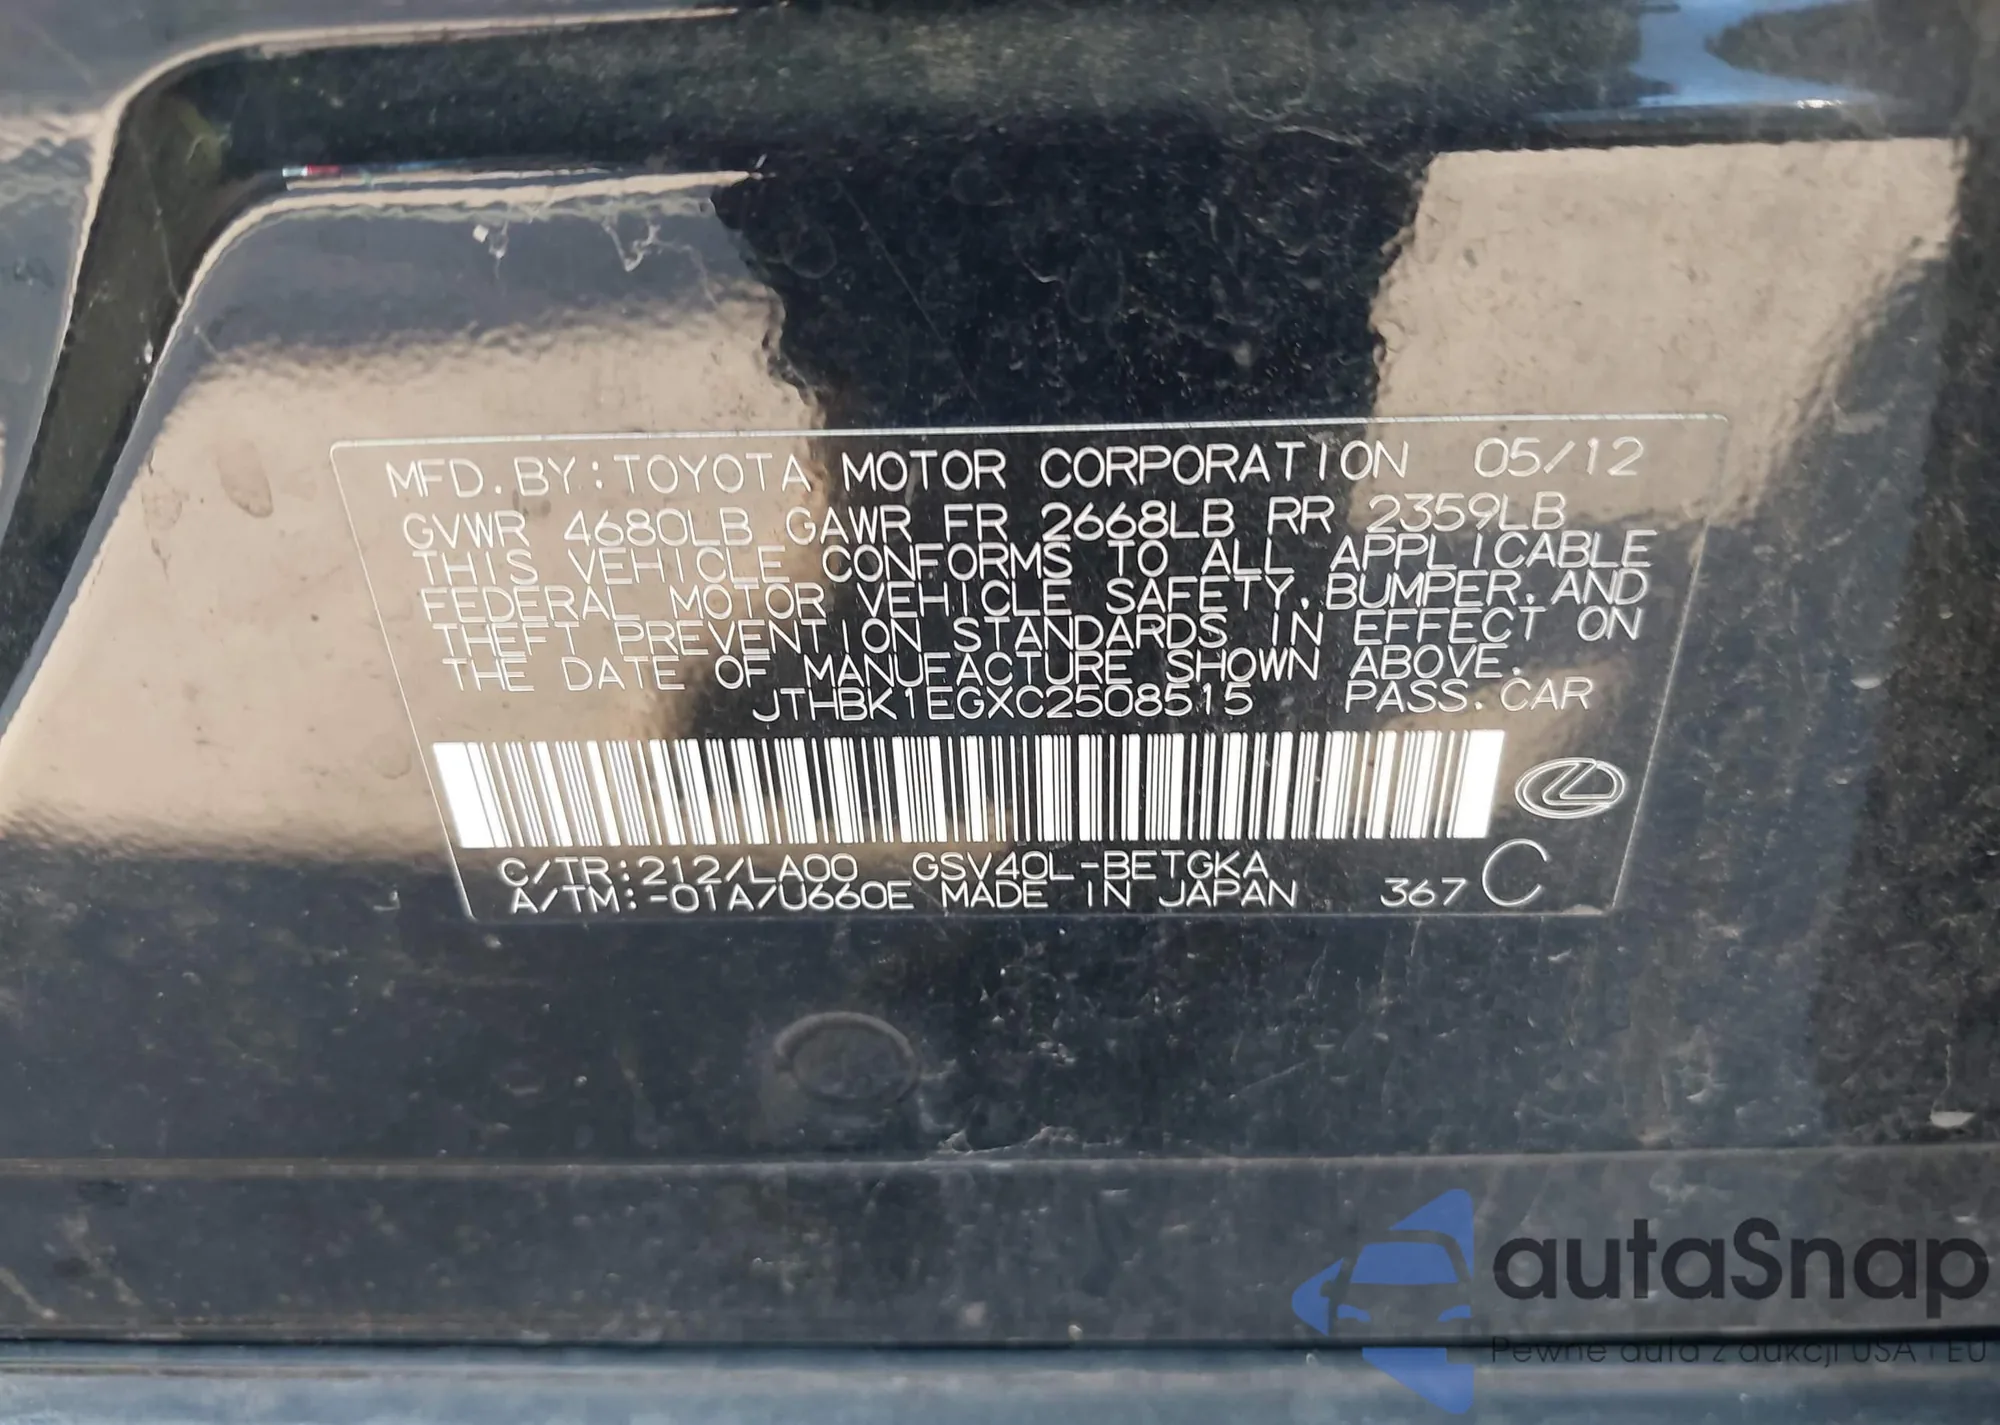 MFD. BY: TOYOTA MOTOR CORPORATION 05/12
GVWR 4680LB GAWR FR 2668LB RR 2359LB
THIS VEHICLE CONFORMS TO ALL APPLICABLE
FEDERAL MOTOR VEHICLE SAFETY, BUMPER, AND
THEFT PREVENTION STANDARDS IN EFFECT ON
THE DATE OF MANUFACTURE SHOWN ABOVE.
JTHBK1EGXC2508515 PASS. CAR
C/TR:212/LA00 GSV40L-BETGKA
A/TM:-01A/U660E MADE IN JAPAN 367 C
autaSnap
Pewne auta z aukcji USA i EU